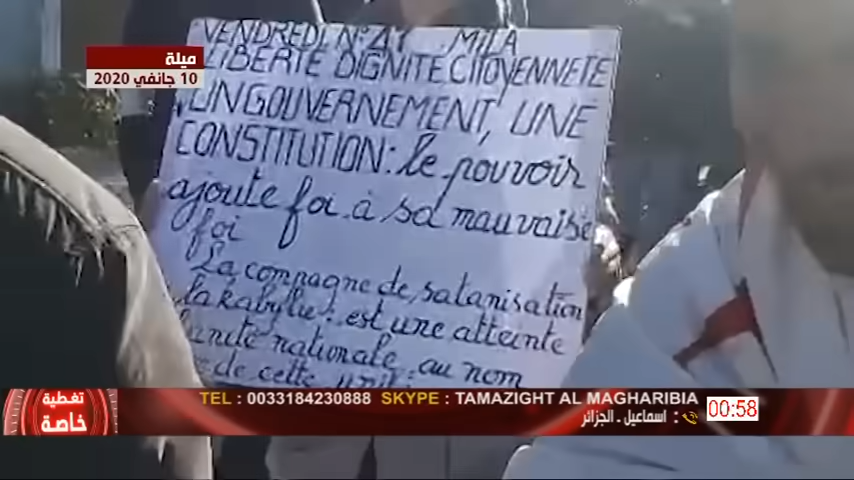 VENDREDI N°47 MILA
LIBERTE DIGNITE CITOYENNETE
UN GOUVERNEMENT, UNE
CONSTITUTION: le pouvoir
ajoute foi à sa mauvaise
foi
La compagne de satanisation
la kabylie: est une atteinte
l'unité nationale au nom
de cette
ميلة
10 جانفي 2020
خاصة
تغطية
خاصة
TEL : 0033184230888 SKYPE : TAMAZIGHT AL MAGHARIBIA
اسماعيل - الجزائر :
00:58